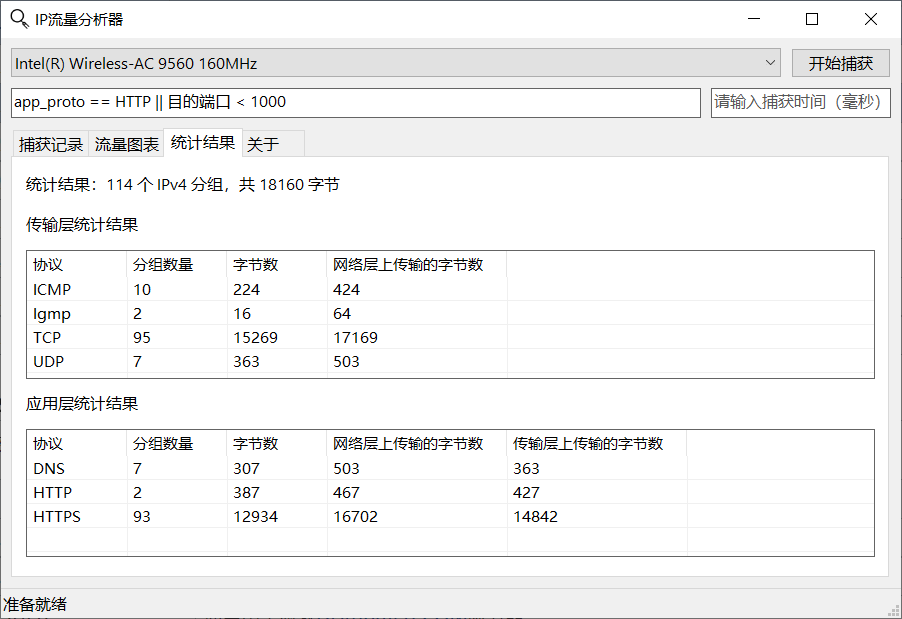 IP流量分析器
Intel(R) Wireless-AC 9560 160MHz 开始捕获
app_proto == HTTP || 目的端口 < 1000 请输入捕获时间（毫秒）
捕获记录 流量图表 统计结果 关于
统计结果：114 个 IPv4 分组，共 18160 字节
传输层统计结果
协议 分组数量 字节数 网络层上传输的字节数
ICMP 10 224 424
Igmp 2 16 64
TCP 95 15269 17169
UDP 7 363 503
应用层统计结果
协议 分组数量 字节数 网络层上传输的字节数 传输层上传输的字节数
DNS 7 307 503 363
HTTP 2 387 467 427
HTTPS 93 12934 16702 14842
准备就绪